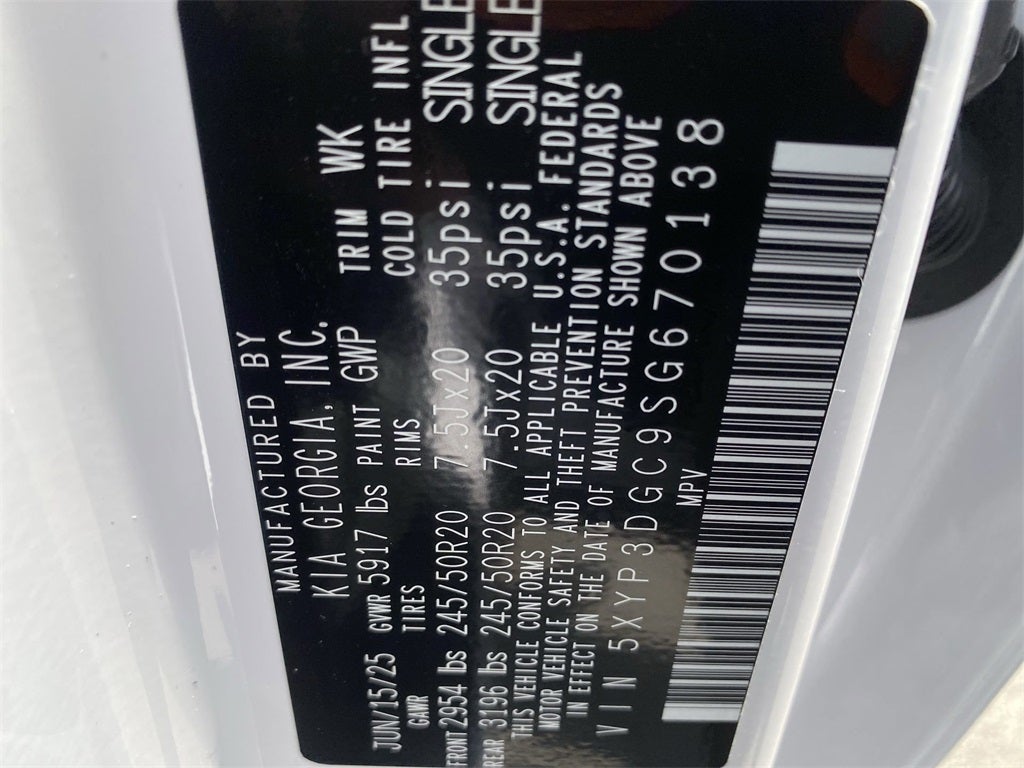 MANUFACTURED BY
KIA GEORGIA, INC.
JUN/15/25 GVWR 5917 lbs PAINT GWP TRIM WK
GAWR TIRES RIMS COLD TIRE INFL
FRONT 2954 lbs 245/50R20 7.5Jx20 35psi SINGLE
REAR 3196 lbs 245/50R20 7.5Jx20 35psi SINGLE
THIS VEHICLE CONFORMS TO ALL APPLICABLE U.S.A. FEDERAL
MOTOR VEHICLE SAFETY AND THEFT PREVENTION STANDARDS
IN EFFECT ON THE DATE OF MANUFACTURE SHOWN ABOVE
VIN 5XYP3DGC9SG670138
MPV